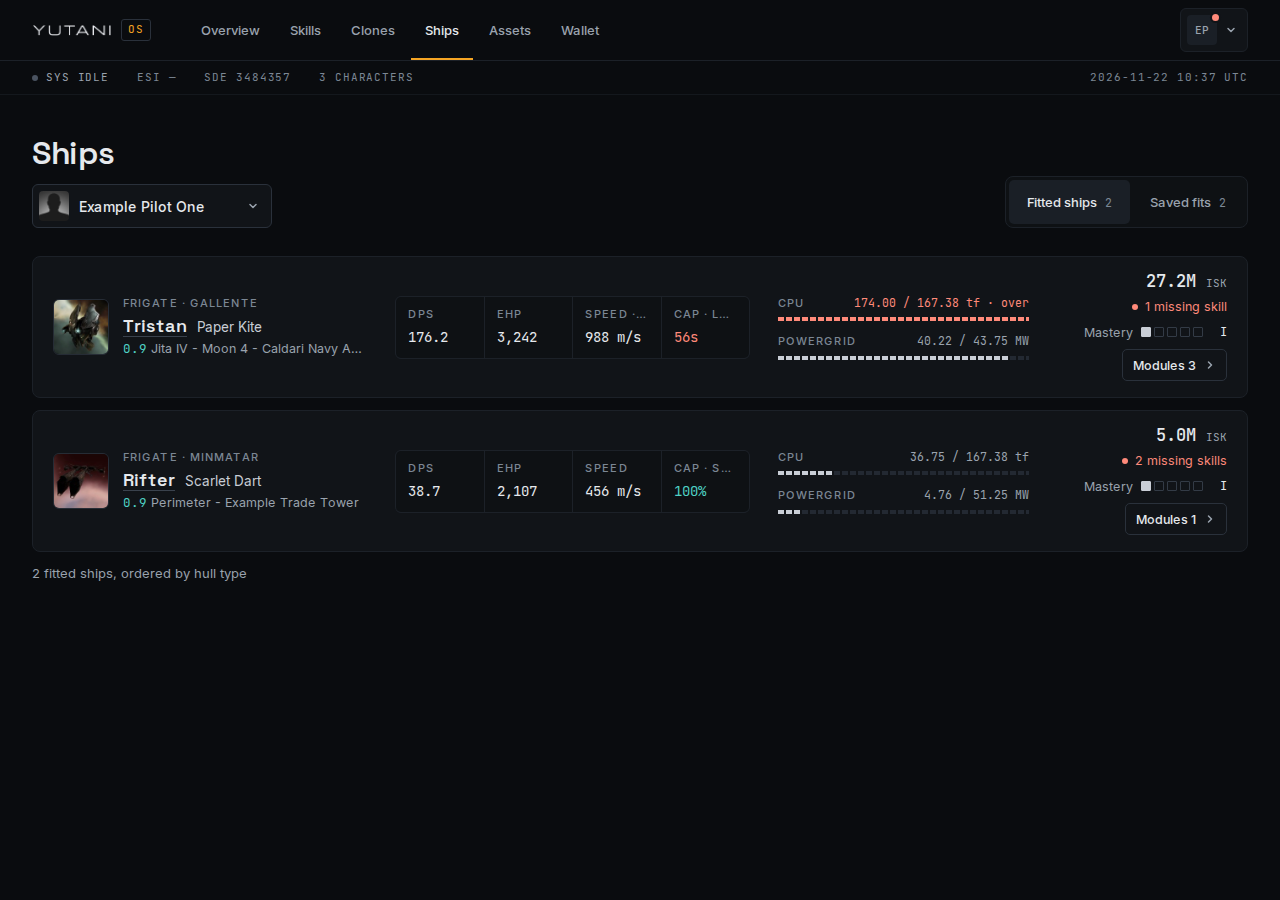 YUTANI OS Overview Skills Clones Ships Assets Wallet EP
SYS IDLE ESI — SDE 3484357 3 CHARACTERS 2026-11-22 10:37 UTC
Ships
Example Pilot One
Fitted ships 2 Saved fits 2
FRIGATE · GALLENTE
Tristan Paper Kite
0.9 Jita IV - Moon 4 - Caldari Navy A...
DPS EHP SPEED ·... CAP · L...
176.2 3,242 988 m/s 56s
CPU 174.00 / 167.38 tf · over
POWERGRID 40.22 / 43.75 MW
27.2M ISK
1 missing skill
Mastery I
Modules 3
FRIGATE · MINMATAR
Rifter Scarlet Dart
0.9 Perimeter - Example Trade Tower
DPS EHP SPEED CAP · S...
38.7 2,107 456 m/s 100%
CPU 36.75 / 167.38 tf
POWERGRID 4.76 / 51.25 MW
5.0M ISK
2 missing skills
Mastery I
Modules 1
2 fitted ships, ordered by hull type